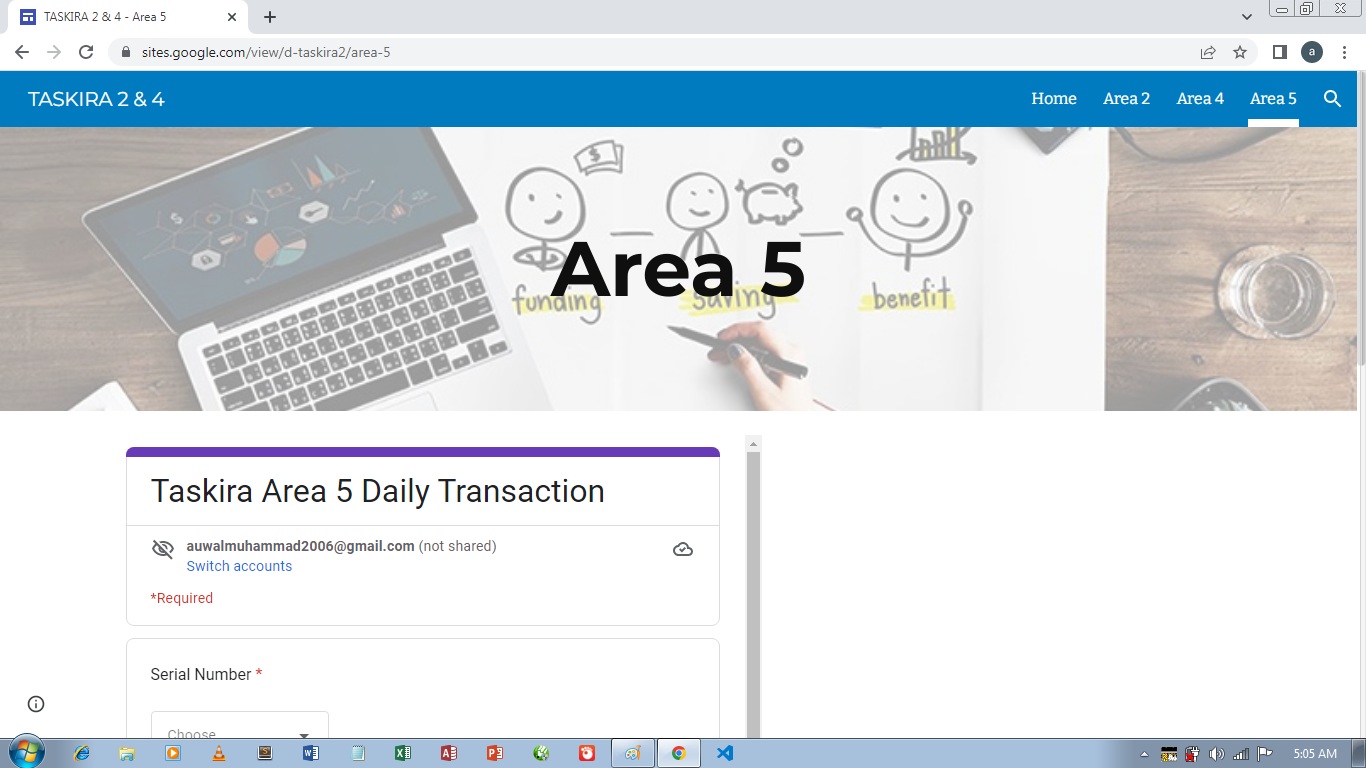 TASKIRA 2 & 4 - Area 5
sites.google.com/view/d-taskira2/area-5
a
TASKIRA 2 & 4
Home
Area 2
Area 4
Area 5
Area 5
funding
saving
benefit
Taskira Area 5 Daily Transaction
auwalmuhammad2006@gmail.com (not shared)
Switch accounts
*Required
Serial Number *
Choose
5:05 AM